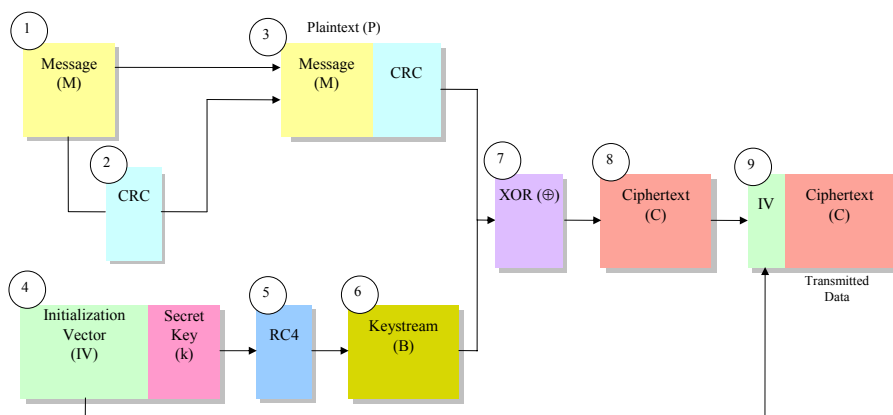 1
Message
(M)
2
CRC
3
Plaintext (P)
Message
(M)
CRC
4
Initialization
Vector
(IV)
Secret
Key
(k)
5
RC4
6
Keystream
(B)
7
XOR (⊕)
8
Ciphertext
(C)
9
IV
Ciphertext
(C)
Transmitted
Data